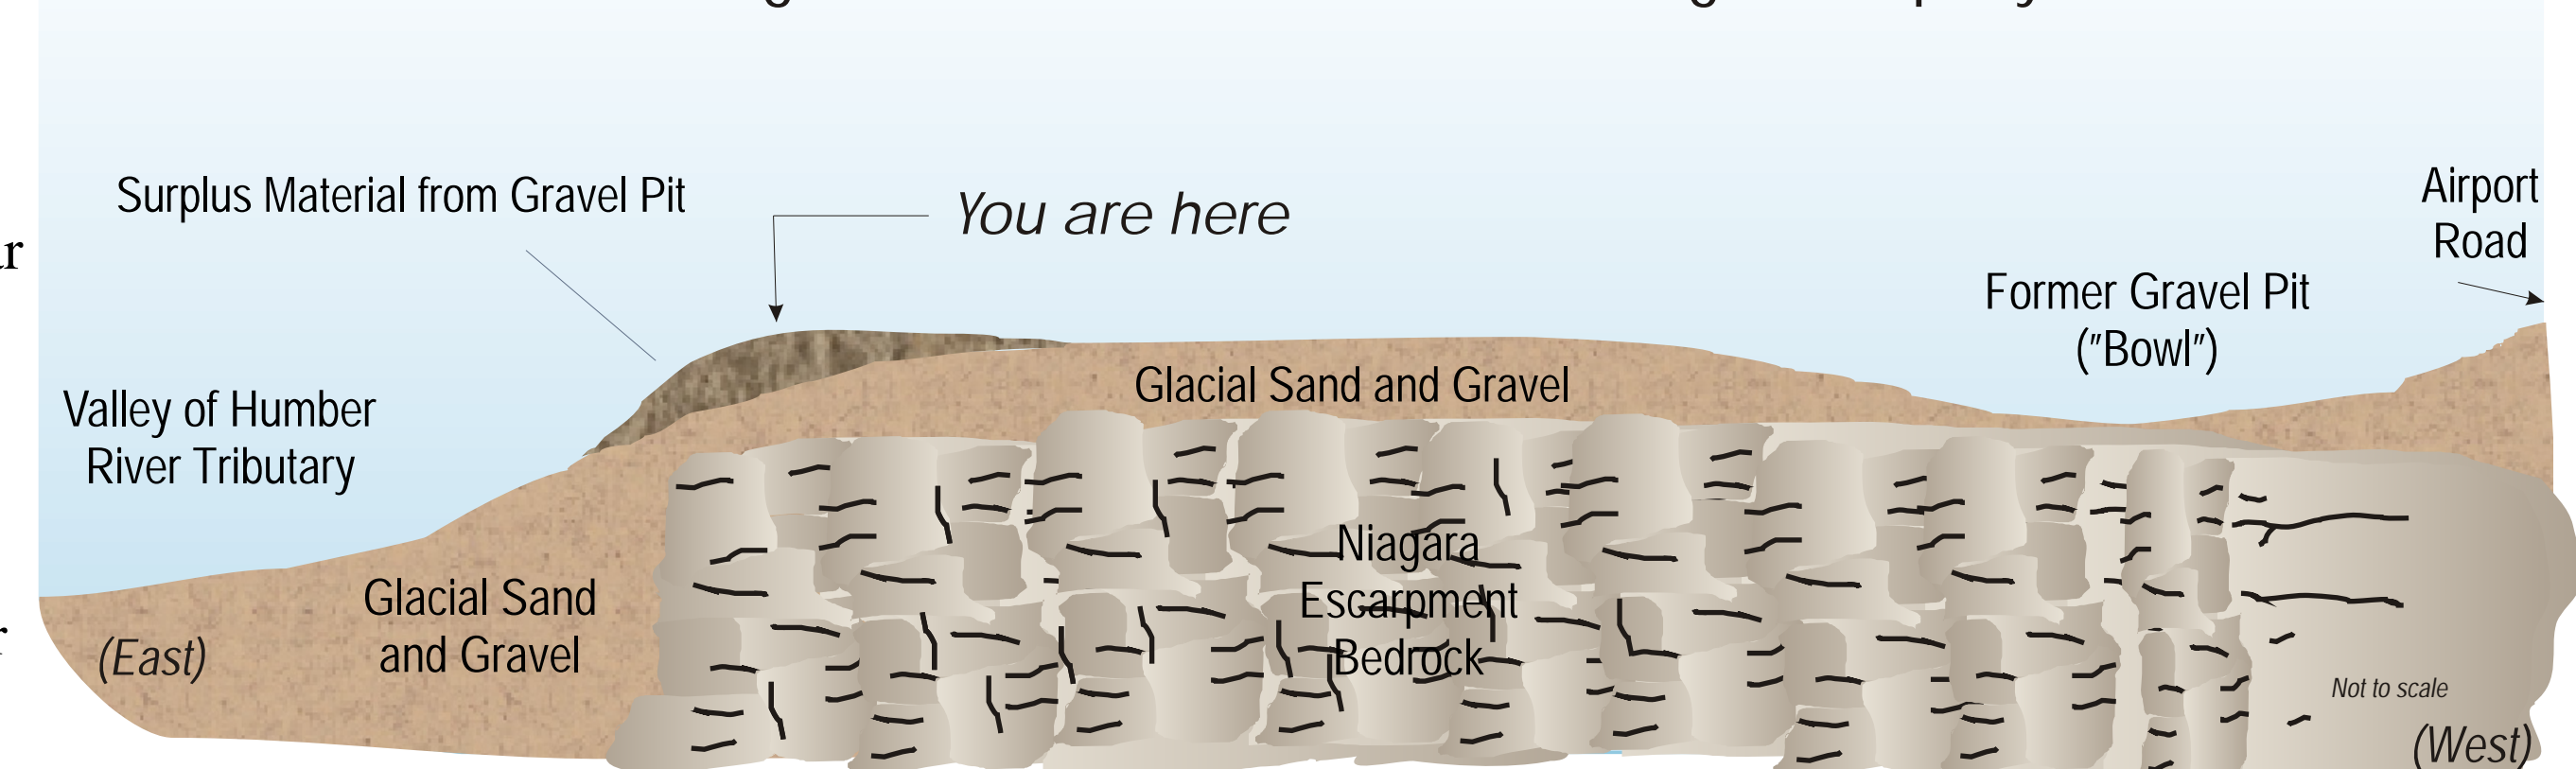 Surplus Material from Gravel Pit
You are here
Airport
Road
Former Gravel Pit
("Bowl")
Valley of Humber
River Tributary
Glacial Sand and Gravel
Glacial Sand
and Gravel
(East)
Niagara
Escarpment
Bedrock
Not to scale
(West)